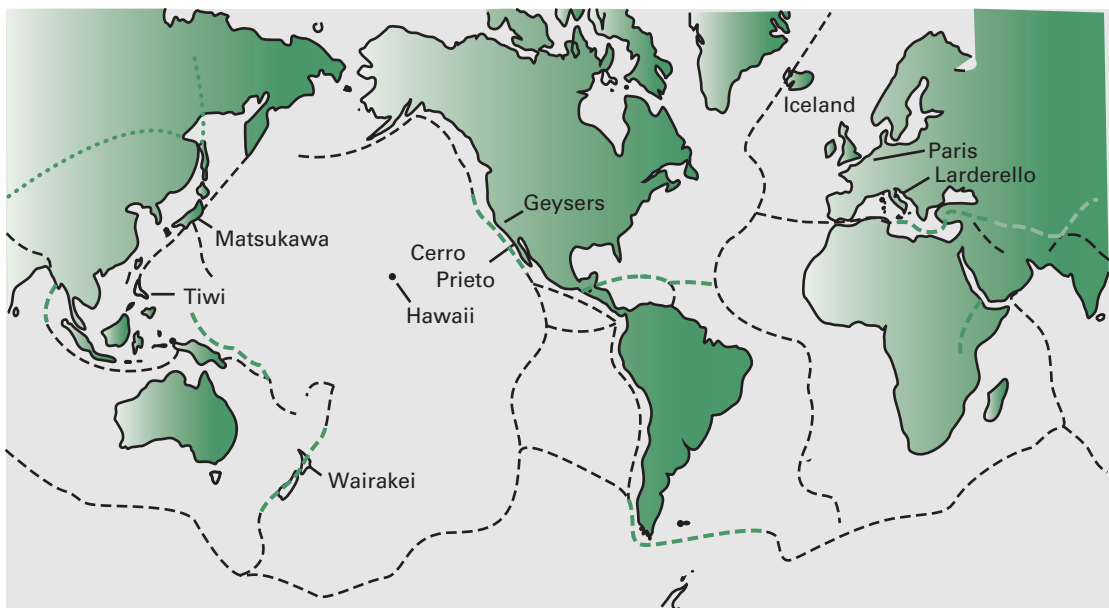 Iceland
Paris
Larderello
Geysers
Matsukawa
Cerro
Prieto
Tiwi
Hawaii
Wairakei